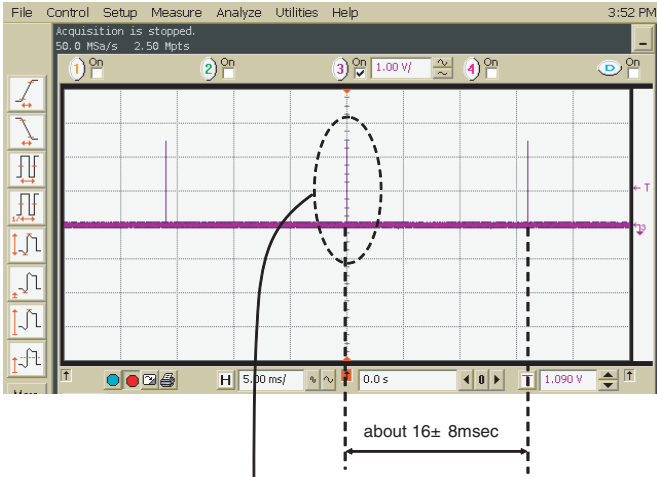 File Control Setup Measure Analyze Utilities Help 3:52 PM
Acquisition is stopped.
50.0 MSa/s 2.50 Mpts
1 On 2 On 3 On 1.00 V/ 4 On D On
T
H 5.00 ms/ 0.0 s 0 T 1.090 V
More
about 16± 8msec